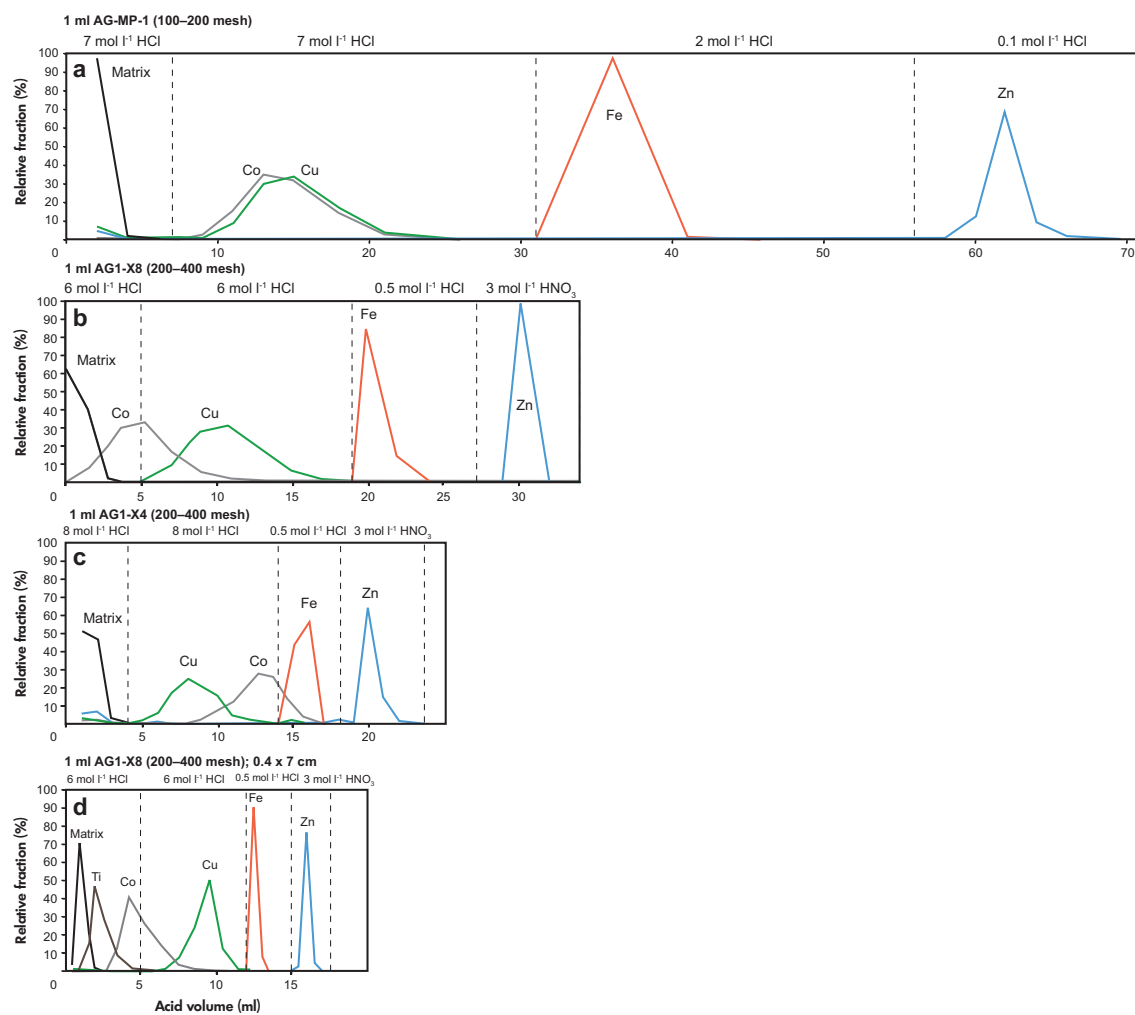 1 ml AG-MP-1 (100–200 mesh)
7 mol l⁻¹ HCl 7 mol l⁻¹ HCl 2 mol l⁻¹ HCl 0.1 mol l⁻¹ HCl
a
Matrix
Co
Cu
Fe
Zn
Relative fraction (%)
100
90
80
70
60
50
40
30
20
10
0 10 20 30 40 50 60 70
1 ml AG1-X8 (200–400 mesh)
6 mol l⁻¹ HCl 6 mol l⁻¹ HCl 0.5 mol l⁻¹ HCl 3 mol l⁻¹ HNO₃
b
Matrix
Co
Cu
Fe
Zn
Relative fraction (%)
100
90
80
70
60
50
40
30
20
10
0 5 10 15 20 30
1 ml AG1-X4 (200–400 mesh)
8 mol l⁻¹ HCl 8 mol l⁻¹ HCl 0.5 mol l⁻¹ HCl 3 mol l⁻¹ HNO₃
c
Matrix
Cu
Co
Fe
Zn
Relative fraction (%)
100
90
80
70
60
50
40
30
20
10
0 5 10 15 20
1 ml AG1-X8 (200–400 mesh); 0.4 x 7 cm
6 mol l⁻¹ HCl 6 mol l⁻¹ HCl 0.5 mol l⁻¹ HCl 3 mol l⁻¹ HNO₃
d
Matrix
Ti
Co
Cu
Fe
Zn
Relative fraction (%)
100
90
80
70
60
50
40
30
20
10
0 5 10 15
Acid volume (ml)